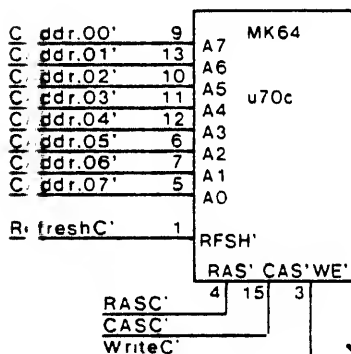 C ddr.00' 9 MK64
C ddr.01' 13 A7
C ddr.02' 10 A6
C ddr.03' 11 A5 u70c
C ddr.04' 12 A4
C ddr.05' 6 A3
C ddr.06' 7 A2
C ddr.07' 5 A1
A0
R freshC' 1 RFSH'
RAS' CAS' WE'
4 15 3
RASC'
CASC'
WriteC'